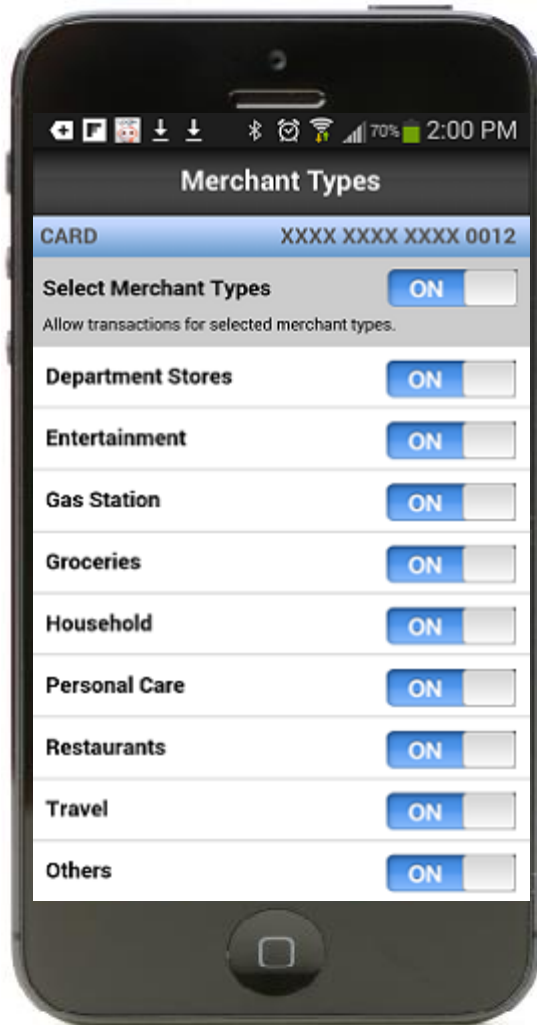 70% 2:00 PM
Merchant Types
CARD XXXX XXXX XXXX 0012
Select Merchant Types ON
Allow transactions for selected merchant types.
Department Stores ON
Entertainment ON
Gas Station ON
Groceries ON
Household ON
Personal Care ON
Restaurants ON
Travel ON
Others ON